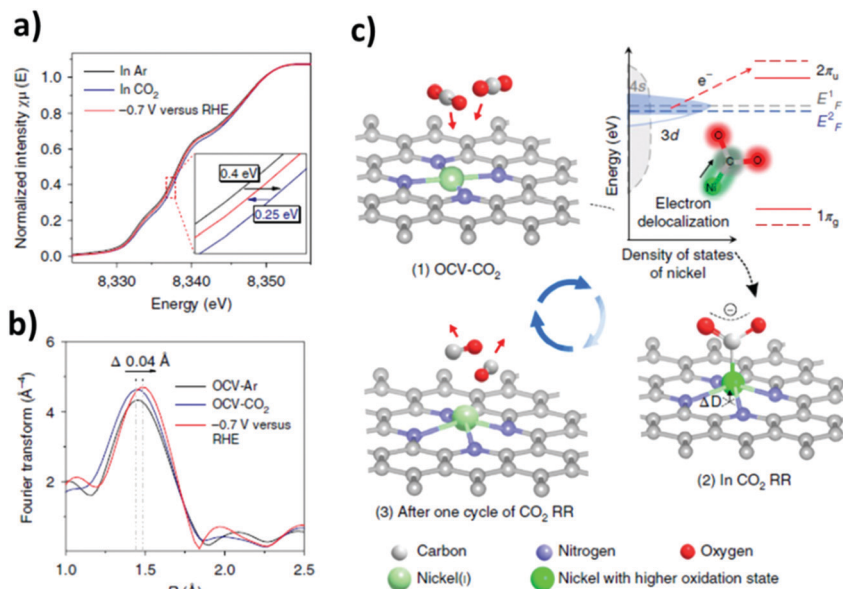 a)
Normalized intensity χμ (E)
1.0
0.8
0.6
0.4
0.2
0.0
In Ar
In CO₂
−0.7 V versus RHE
0.4 eV
0.25 eV
8,330
8,340
8,350
Energy (eV)
b)
Fourier transform (Å⁻⁴)
6
4
2
0
Δ 0.04 Å
OCV-Ar
OCV-CO₂
−0.7 V versus
RHE
1.0
1.5
2.0
2.5
c)
(1) OCV-CO₂
Energy (eV)
4s
3d
e⁻
2πᵤ
E¹F
E²F
O
C
O
N
Electron
delocalization
1πg
Density of states
of nickel
⊖
ΔD
(2) In CO₂ RR
(3) After one cycle of CO₂ RR
Carbon
Nitrogen
Oxygen
Nickel(I)
Nickel with higher oxidation state